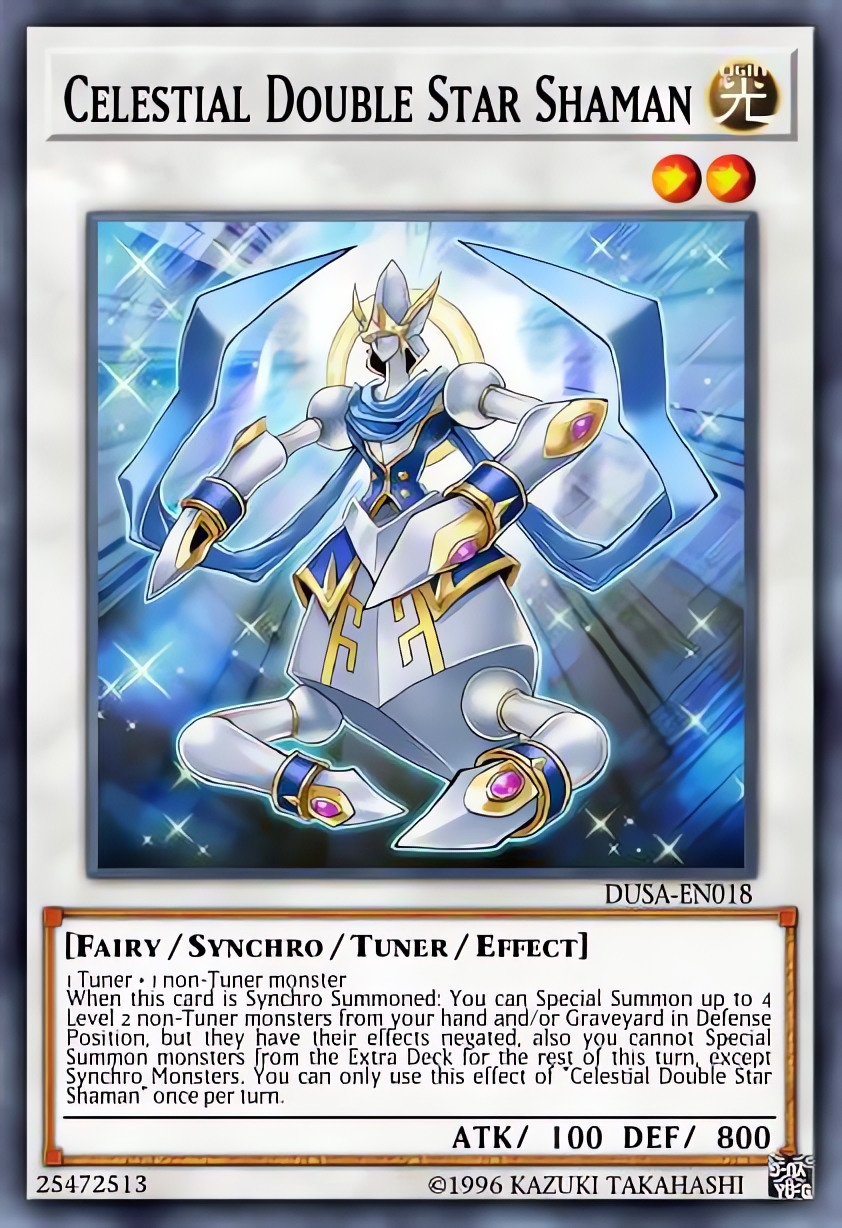 CELESTIAL DOUBLE STAR SHAMAN
光
DUSA-EN018
[FAIRY / SYNCHRO / TUNER / EFFECT]
1 Tuner + 1 non-Tuner monster
When this card is Synchro Summoned: You can Special Summon up to 4
Level 2 non-Tuner monsters from your hand and/or Graveyard in Defense
Position, but they have their effects negated, also you cannot Special
Summon monsters from the Extra Deck for the rest of this turn, except
Synchro Monsters. You can only use this effect of "Celestial Double Star
Shaman" once per turn.
ATK/ 100 DEF/ 800
25472513
©1996 KAZUKI TAKAHASHI